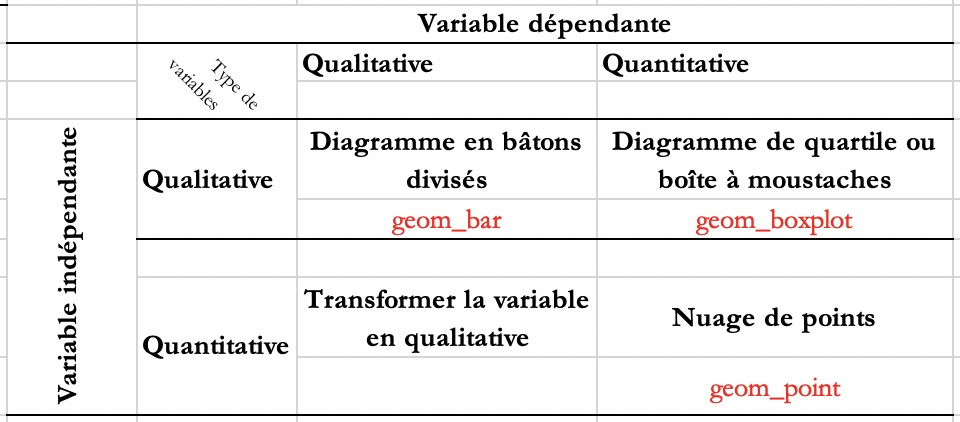 Variable dépendante
Type de
variables
Qualitative
Quantitative
Variable indépendante
Qualitative
Diagramme en bâtons
divisés
geom_bar
Diagramme de quartile ou
boîte à moustaches
geom_boxplot
Quantitative
Transformer la variable
en qualitative
Nuage de points
geom_point